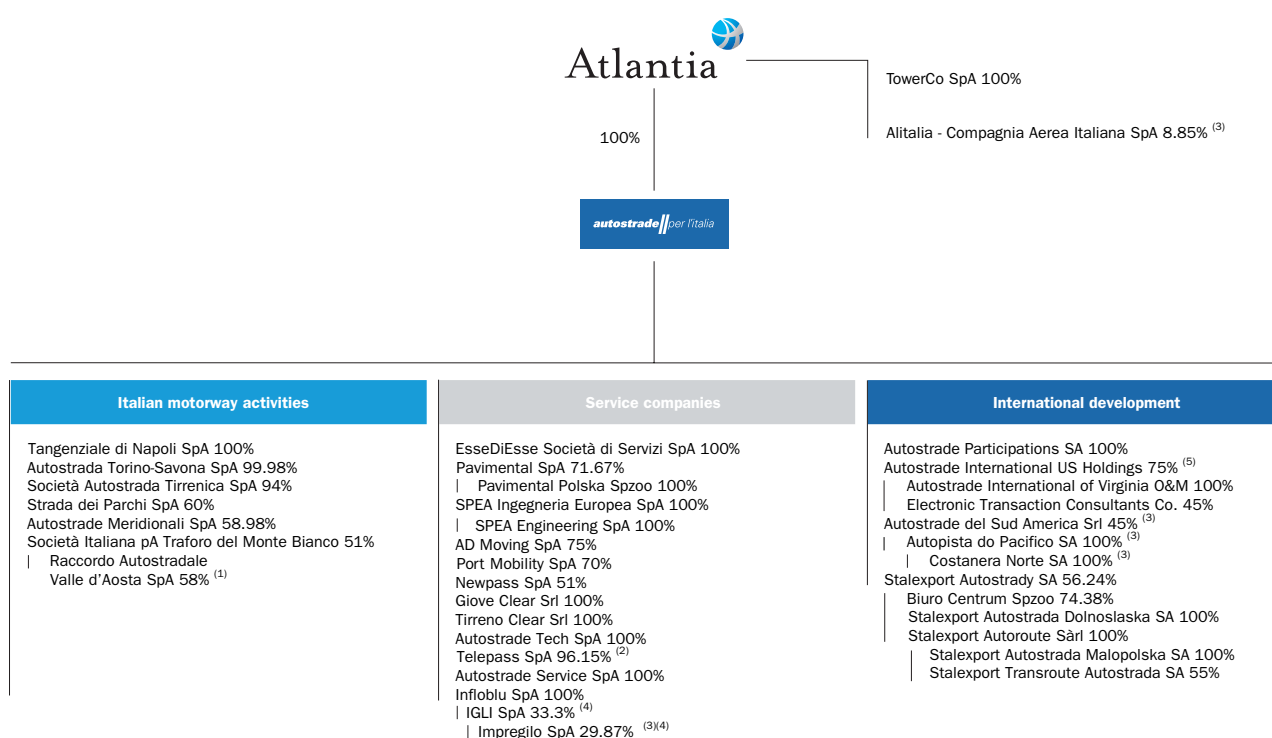 Atlantia
TowerCo SpA 100%
Alitalia - Compagnia Aerea Italiana SpA 8.85% (3)
100%
autostrade//per l'italia
Italian motorway activities
Tangenziale di Napoli SpA 100%
Autostrada Torino-Savona SpA 99.98%
Società Autostrada Tirrenica SpA 94%
Strada dei Parchi SpA 60%
Autostrade Meridionali SpA 58.98%
Società Italiana pA Traforo del Monte Bianco 51%
Raccordo Autostradale
Valle d'Aosta SpA 58% (1)
Service companies
EsseDiEsse Società di Servizi SpA 100%
Pavimental SpA 71.67%
Pavimental Polska Spzoo 100%
SPEA Ingegneria Europea SpA 100%
SPEA Engineering SpA 100%
AD Moving SpA 75%
Port Mobility SpA 70%
Newpass SpA 51%
Giove Clear Srl 100%
Tirreno Clear Srl 100%
Autostrade Tech SpA 100%
Telepass SpA 96.15% (2)
Autostrade Service SpA 100%
Infloblu SpA 100%
IGLI SpA 33.3% (4)
Impregilo SpA 29.87% (3)(4)
International development
Autostrade Participations SA 100%
Autostrade International US Holdings 75% (5)
Autostrade International of Virginia O&M 100%
Electronic Transaction Consultants Co. 45%
Autostrade del Sud America Srl 45% (3)
Autopista do Pacifico SA 100% (3)
Costanera Norte SA 100% (3)
Stalexport Autostrady SA 56.24%
Biuro Centrum Spzoo 74.38%
Stalexport Autostrada Dolnoslaska SA 100%
Stalexport Autoroute Sàrl 100%
Stalexport Autostrada Malopolska SA 100%
Stalexport Transroute Autostrada SA 55%